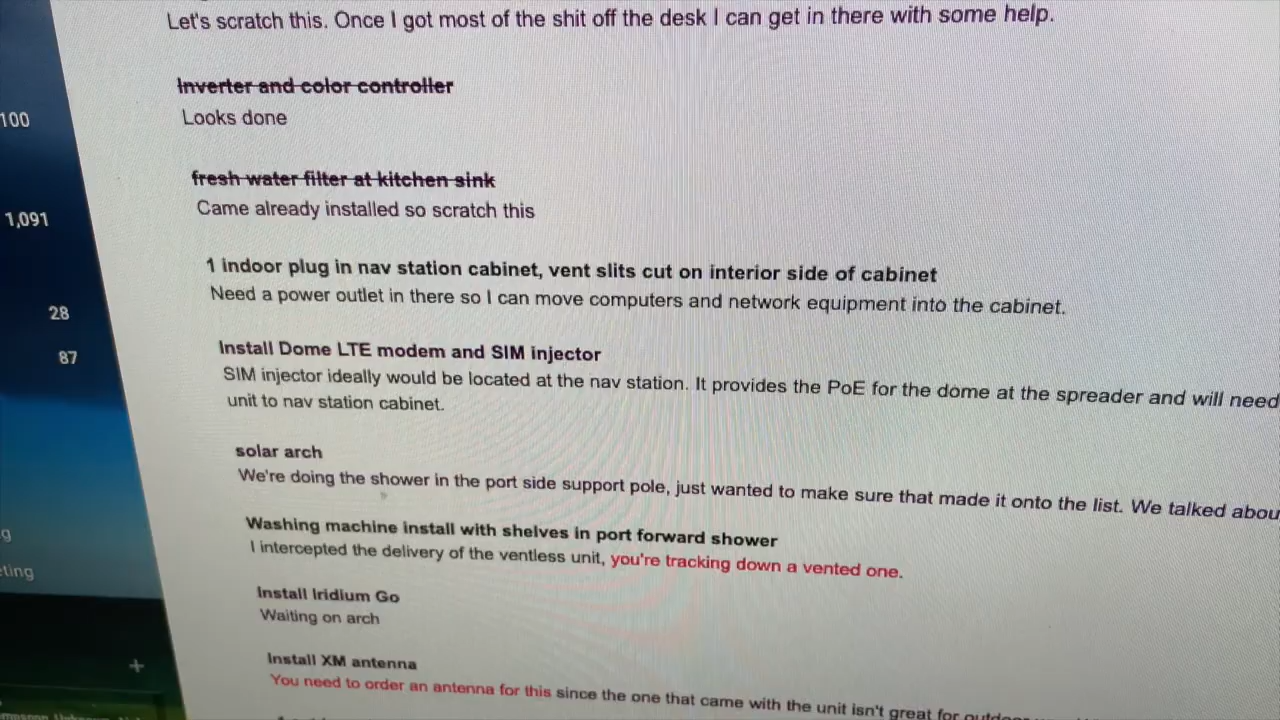 Let's scratch this. Once I got most of the shit off the desk I can get in there with some help.
Inverter and color controller
Looks done
100
fresh water filter at kitchen sink
Came already installed so scratch this
1,091
1 indoor plug in nav station cabinet, vent slits cut on interior side of cabinet
Need a power outlet in there so I can move computers and network equipment into the cabinet.
28
Install Dome LTE modem and SIM injector
87
SIM injector ideally would be located at the nav station. It provides the PoE for the dome at the spreader and will need
unit to nav station cabinet.
solar arch
We're doing the shower in the port side support pole, just wanted to make sure that made it onto the list. We talked abou
Washing machine install with shelves in port forward shower
I intercepted the delivery of the ventless unit, you're tracking down a vented one.
g
eting
Install Iridium Go
Waiting on arch
Install XM antenna
+
You need to order an antenna for this since the one that came with the unit isn't great for